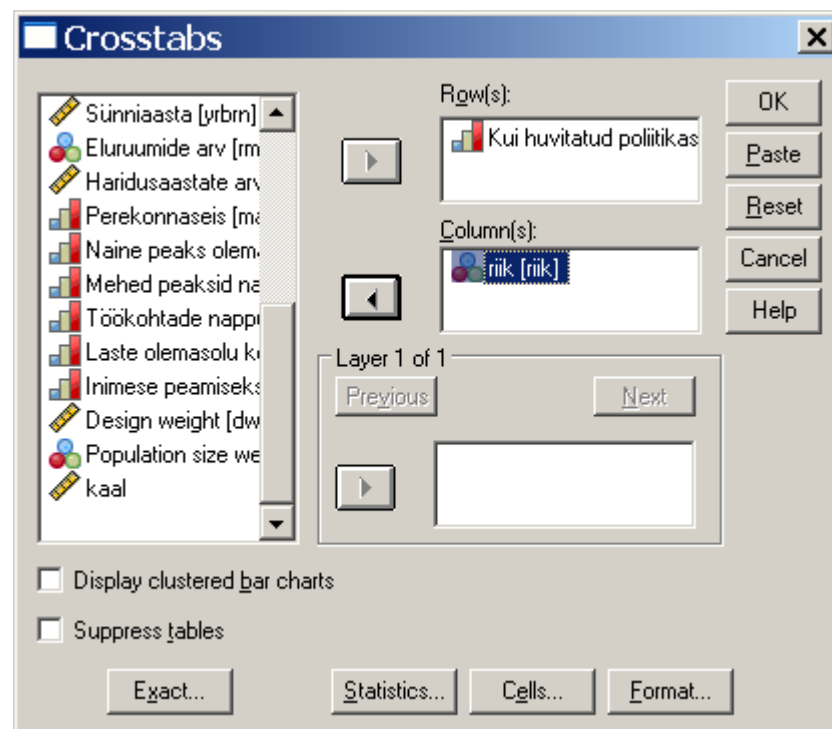 Crosstabs
Sünniaasta [yrbrn]
Eluruumide arv [rm
Haridusaastate arv
Perekonnaseis [ma
Naine peaks olema
Mehed peaksid na
Töökohtade nappu
Laste olemasolu ko
Inimese peamiseks
Design weight [dw
Population size we
kaal
Row(s):
Kui huvitatud poliitikas
Column(s):
riik [riik]
Layer 1 of 1
Previous
Next
OK
Paste
Reset
Cancel
Help
Display clustered bar charts
Suppress tables
Exact...
Statistics...
Cells...
Format...